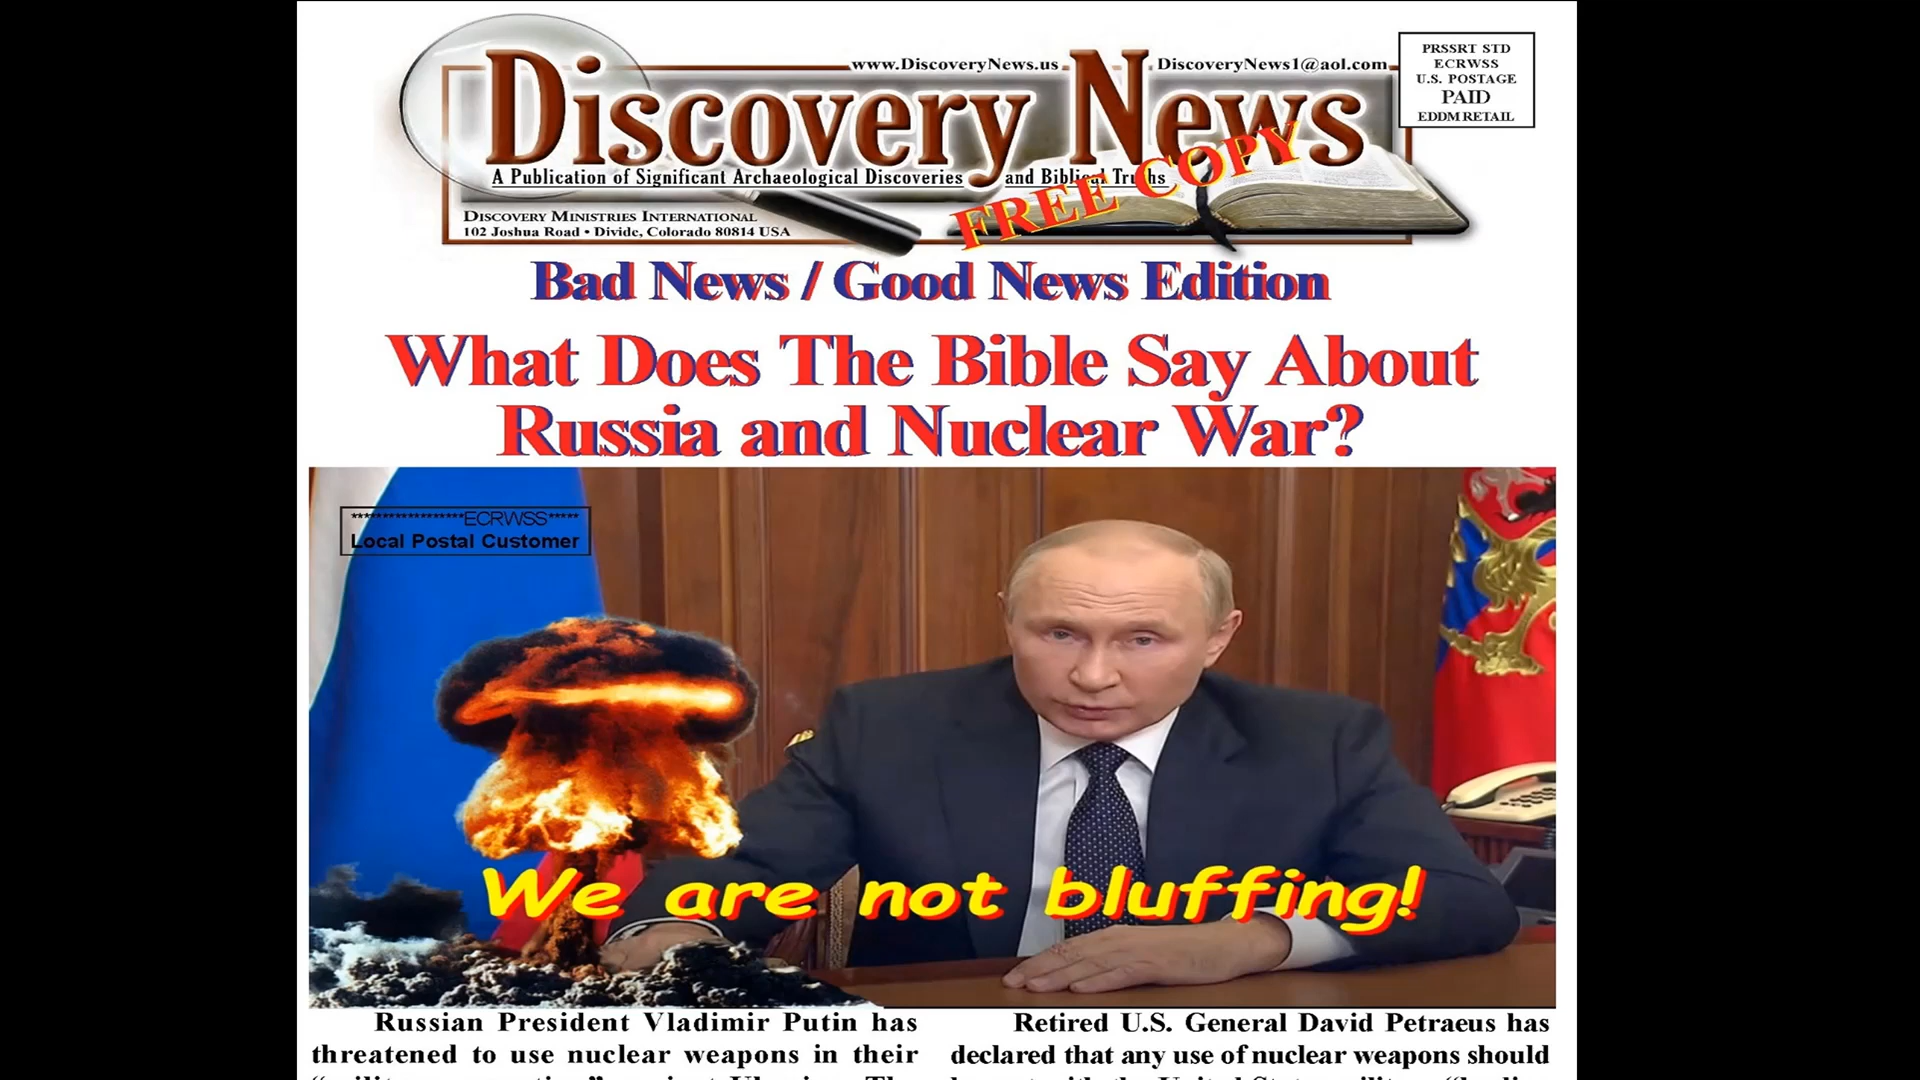 www.DiscoveryNews.us
DiscoveryNews1@aol.com
PRSSRT STD
ECRWSS
U.S. POSTAGE
PAID
EDDM RETAIL
Discovery News
A Publication of Significant Archaeological Discoveries and Biblical Truths
FREE COPY
DISCOVERY MINISTRIES INTERNATIONAL
102 Joshua Road • Divide, Colorado 80814 USA
Bad News / Good News Edition
What Does The Bible Say About
Russia and Nuclear War?
******************ECRWSS*****
Local Postal Customer
We are not bluffing!
Russian President Vladimir Putin has
threatened to use nuclear weapons in their
Retired U.S. General David Petraeus has
declared that any use of nuclear weapons should